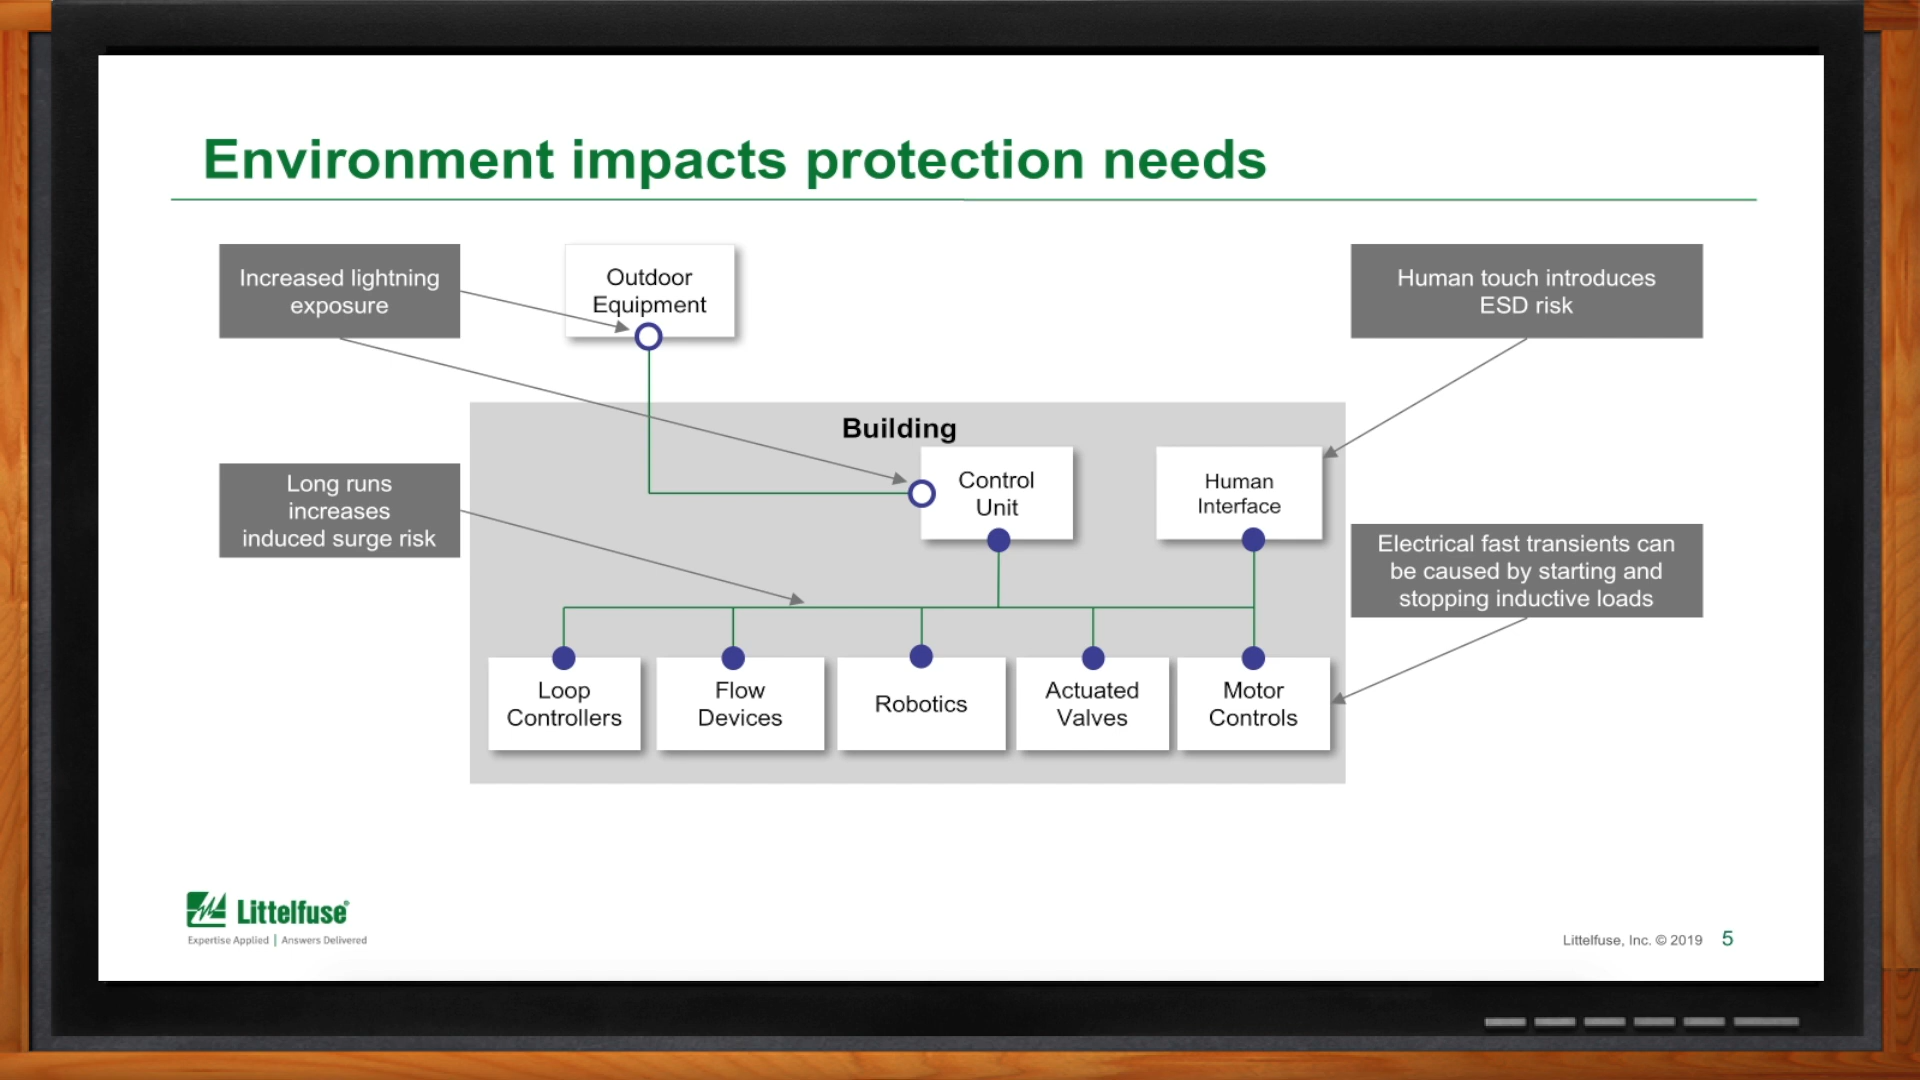 Environment impacts protection needs
Increased lightning
exposure
Outdoor
Equipment
Human touch introduces
ESD risk
Building
Control
Unit
Human
Interface
Long runs
increases
induced surge risk
Electrical fast transients can
be caused by starting and
stopping inductive loads
Loop
Controllers
Flow
Devices
Robotics
Actuated
Valves
Motor
Controls
Littelfuse®
Expertise Applied | Answers Delivered
Littelfuse, Inc. © 2019 5